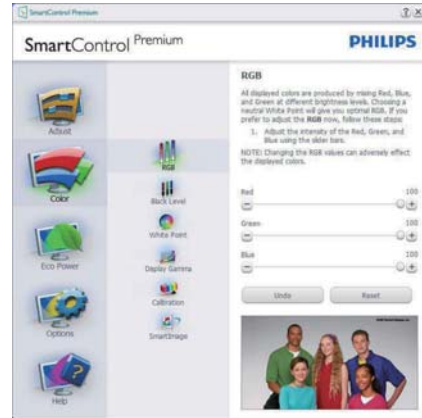 SmartControl Premium
SmartControl Premium
PHILIPS
Adjust
Color
Eco Power
Options
Help
RGB
Black Level
White Point
Display Gamma
Calibration
SmartImage
RGB
All displayed colors are produced by mixing Red, Blue,
and Green at different brightness levels. Choosing a
neutral White Point will give you optimal RGB. If you
prefer to adjust the RGB now, follow these steps:
1. Adjust the intensity of the Red, Green, and
Blue using the slider bars.
NOTE: Changing the RGB values can adversely effect
the displayed colors.
Red 100
Green 100
Blue 100
Undo Reset